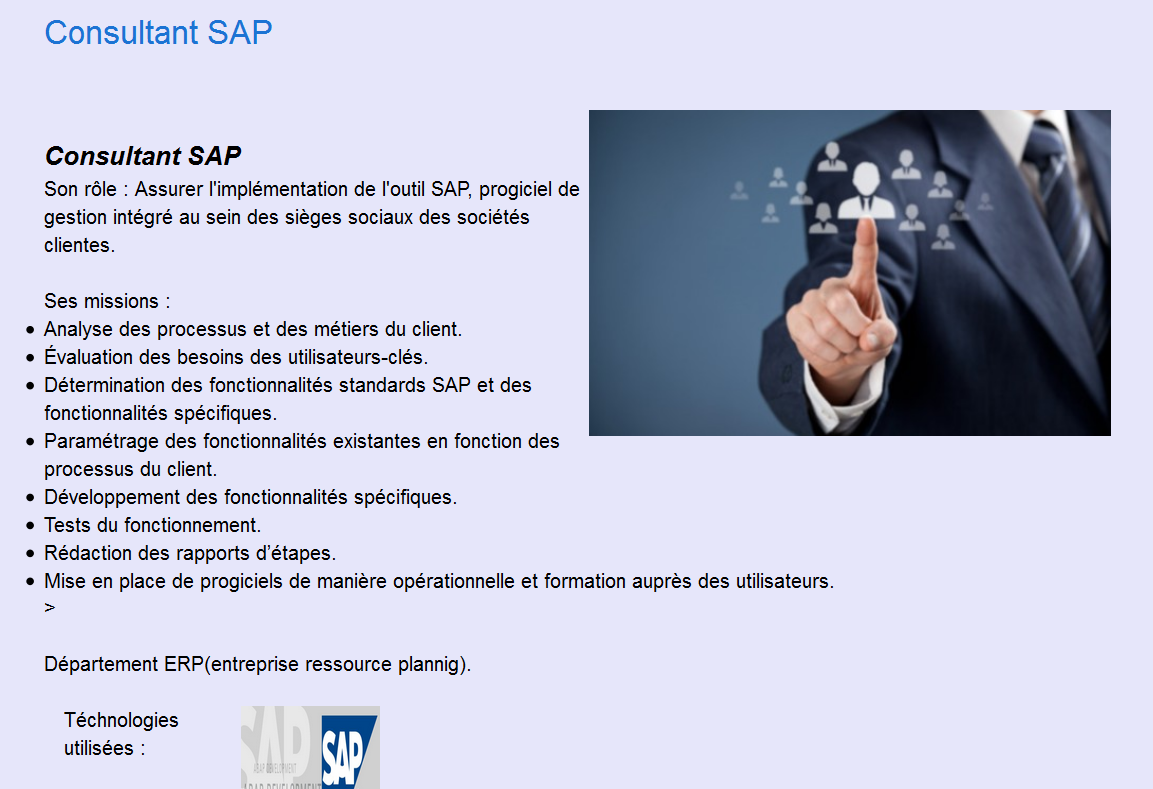 Consultant SAP
Consultant SAP
Son rôle : Assurer l'implémentation de l'outil SAP, progiciel de
gestion intégré au sein des sièges sociaux des sociétés
clientes.
Ses missions :
Analyse des processus et des métiers du client.
Évaluation des besoins des utilisateurs-clés.
Détermination des fonctionnalités standards SAP et des
fonctionnalités spécifiques.
Paramétrage des fonctionnalités existantes en fonction des
processus du client.
Développement des fonctionnalités spécifiques.
Tests du fonctionnement.
Rédaction des rapports d’étapes.
Mise en place de progiciels de manière opérationnelle et formation auprès des utilisateurs.
>
Département ERP(entreprise ressource plannig).
Téchnologies
utilisées :
SAP
SAP
ABAP DEVELOPMENT
ABAP DEVELOPMENT